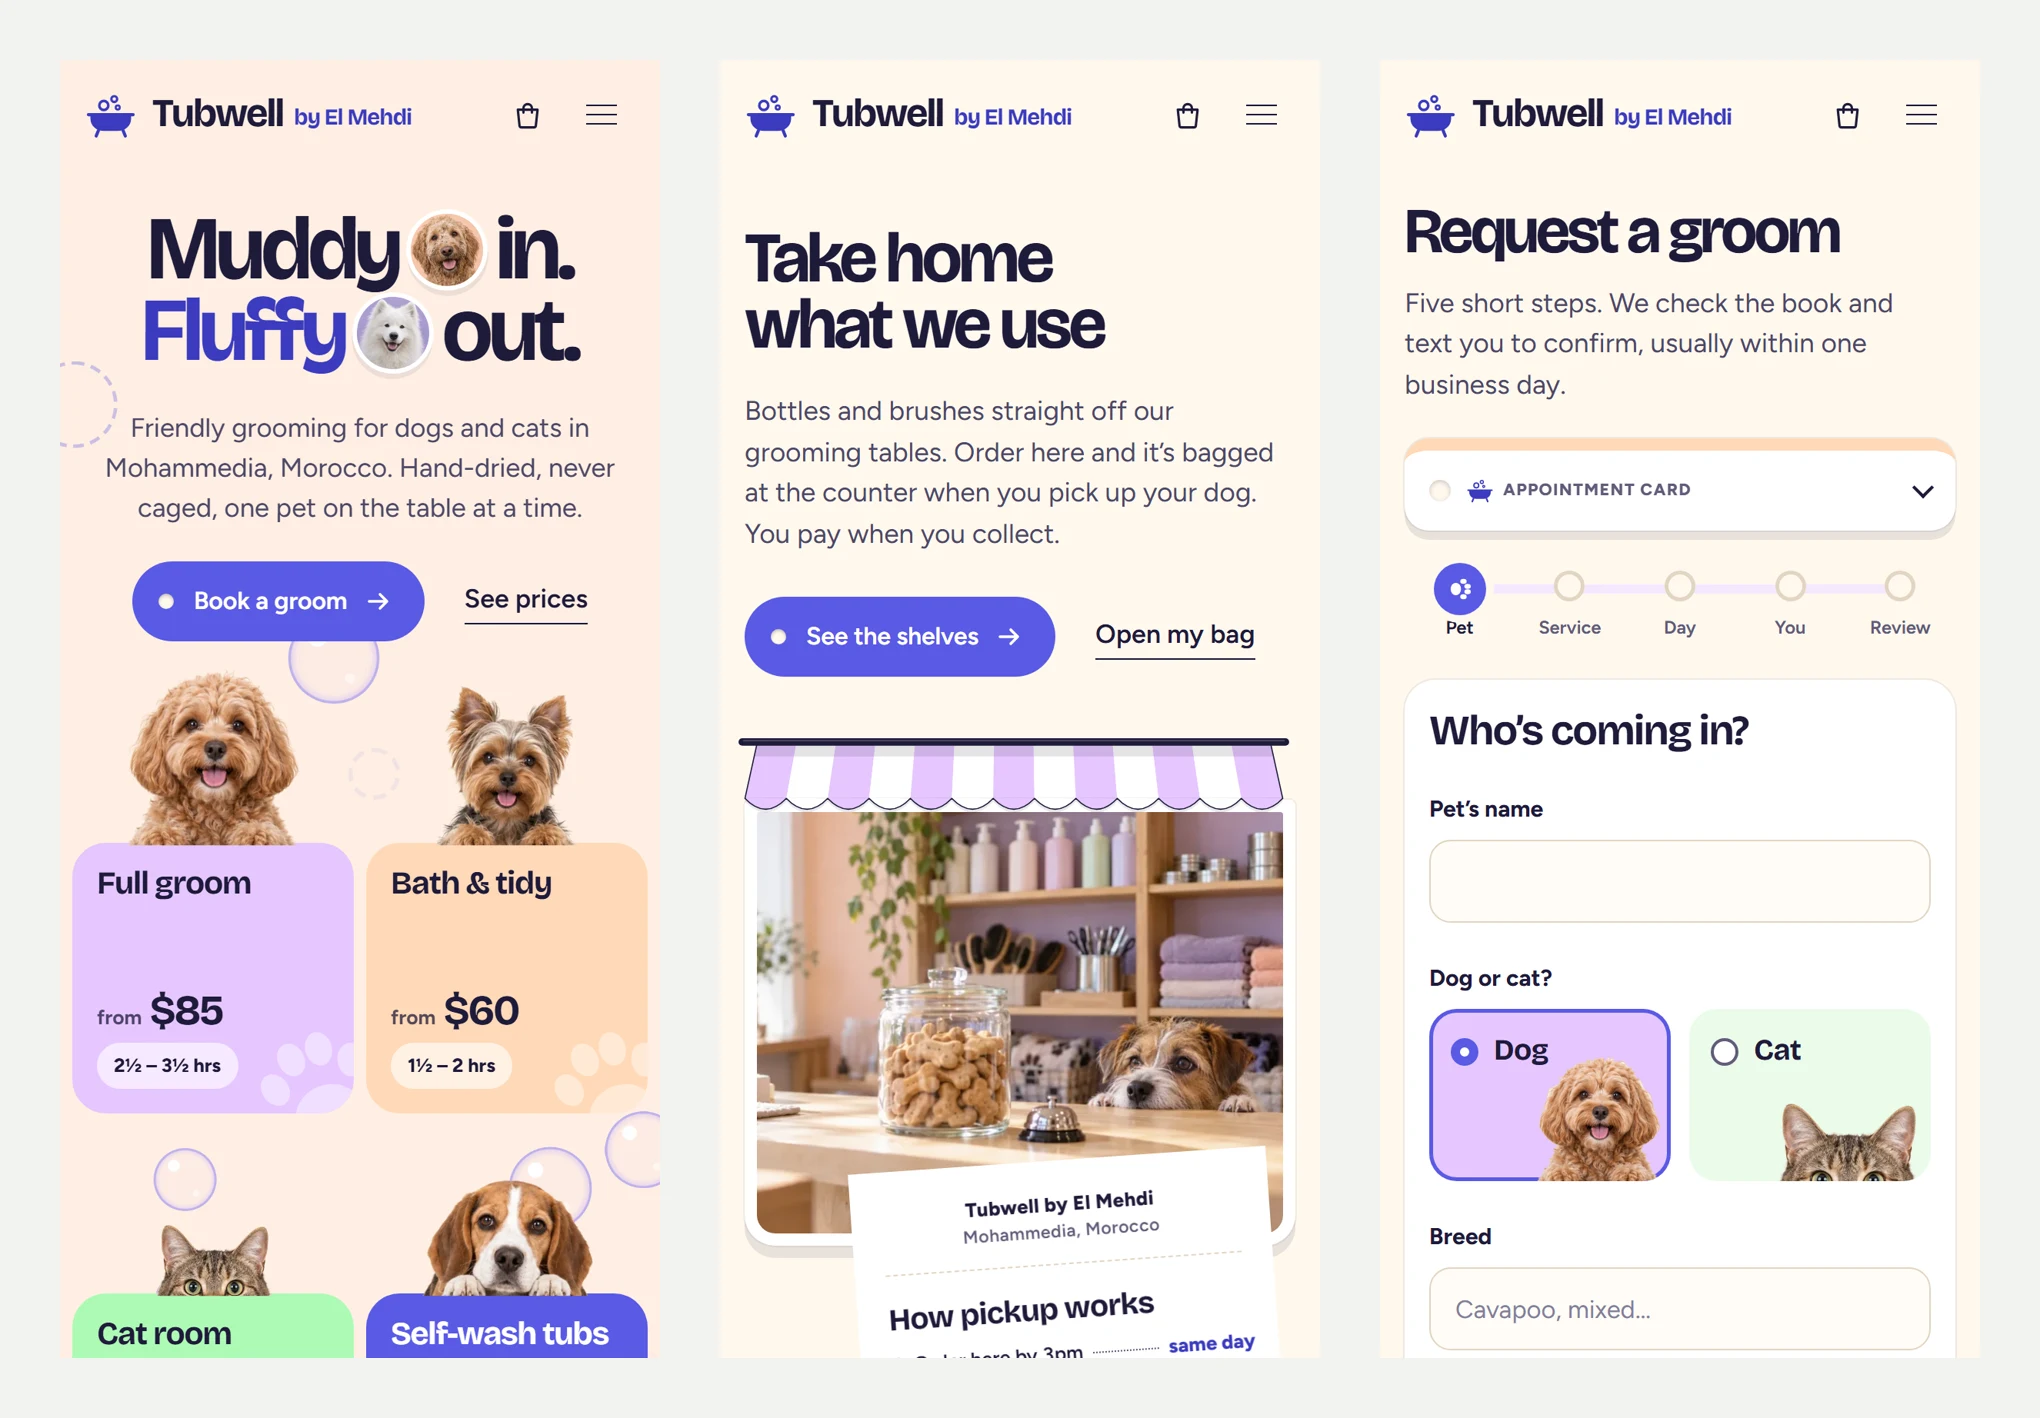 Tubwell by El Mehdi
Muddy in.
Fluffy out.
Friendly grooming for dogs and cats in
Mohammedia, Morocco. Hand-dried, never
caged, one pet on the table at a time.
Book a groom
See prices
Full groom
from $85
2½ – 3½ hrs
Bath & tidy
from $60
1½ – 2 hrs
Cat room
Self-wash tubs
Tubwell by El Mehdi
Take home
what we use
Bottles and brushes straight off our
grooming tables. Order here and it’s bagged
at the counter when you pick up your dog.
You pay when you collect.
See the shelves
Open my bag
Tubwell by El Mehdi
Mohammedia, Morocco
How pickup works
Order here by 3pm same day
Tubwell by El Mehdi
Request a groom
Five short steps. We check the book and
text you to confirm, usually within one
business day.
APPOINTMENT CARD
Pet
Service
Day
You
Review
Who’s coming in?
Pet’s name
Dog or cat?
Dog
Cat
Breed
Cavapoo, mixed...